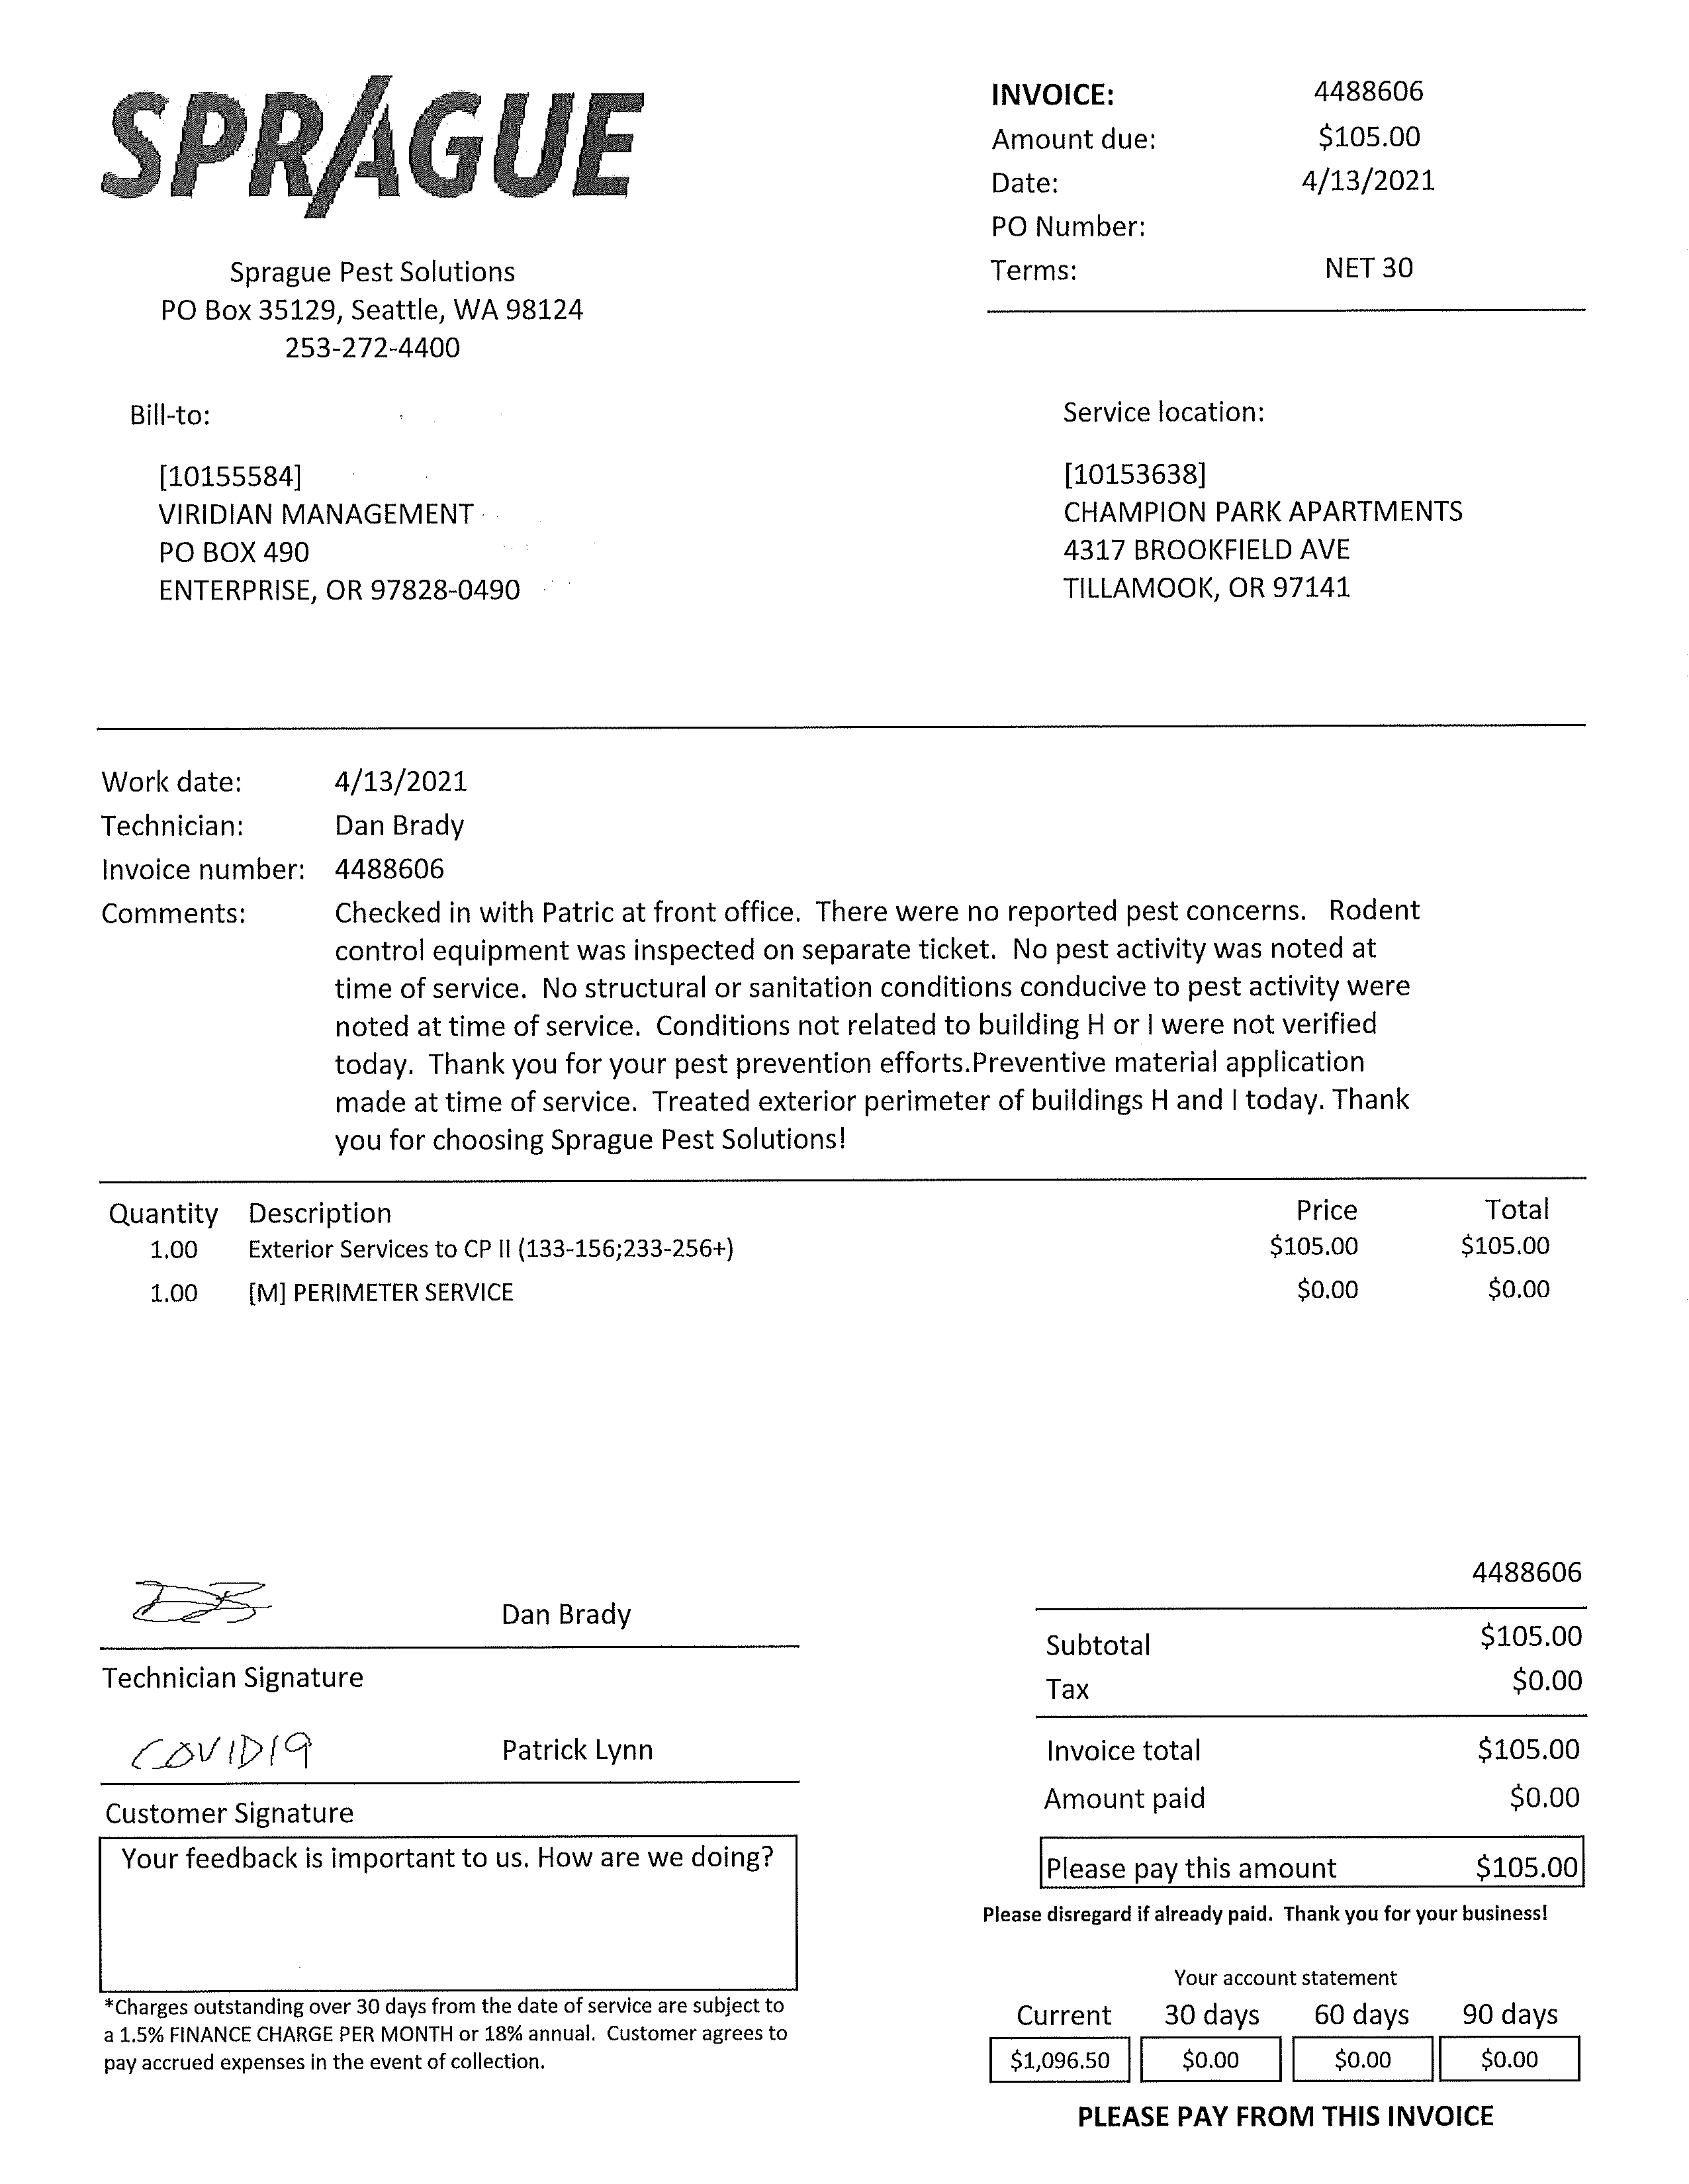 SPRAGUE
INVOICE: 4488606
Amount due: $105.00
Date: 4/13/2021
PO Number:
Terms: NET 30
Sprague Pest Solutions
PO Box 35129, Seattle, WA 98124
253-272-4400
Bill-to:
[10155584]
VIRIDIAN MANAGEMENT
PO BOX 490
ENTERPRISE, OR 97828-0490
Service location:
[10153638]
CHAMPION PARK APARTMENTS
4317 BROOKFIELD AVE
TILLAMOOK, OR 97141
Work date: 4/13/2021
Technician: Dan Brady
Invoice number: 4488606
Comments: Checked in with Patric at front office. There were no reported pest concerns. Rodent
control equipment was inspected on separate ticket. No pest activity was noted at
time of service. No structural or sanitation conditions conducive to pest activity were
noted at time of service. Conditions not related to building H or I were not verified
today. Thank you for your pest prevention efforts.Preventive material application
made at time of service. Treated exterior perimeter of buildings H and I today. Thank
you for choosing Sprague Pest Solutions!
Quantity Description Price Total
1.00 Exterior Services to CP II (133-156;233-256+) $105.00 $105.00
1.00 [M] PERIMETER SERVICE $0.00 $0.00
DB Dan Brady
Technician Signature
COVID19 Patrick Lynn
Customer Signature
Your feedback is important to us. How are we doing?
*Charges outstanding over 30 days from the date of service are subject to
a 1.5% FINANCE CHARGE PER MONTH or 18% annual. Customer agrees to
pay accrued expenses in the event of collection.
4488606
Subtotal $105.00
Tax $0.00
Invoice total $105.00
Amount paid $0.00
Please pay this amount $105.00
Please disregard if already paid. Thank you for your business!
Your account statement
Current 30 days 60 days 90 days
$1,096.50 $0.00 $0.00 $0.00
PLEASE PAY FROM THIS INVOICE